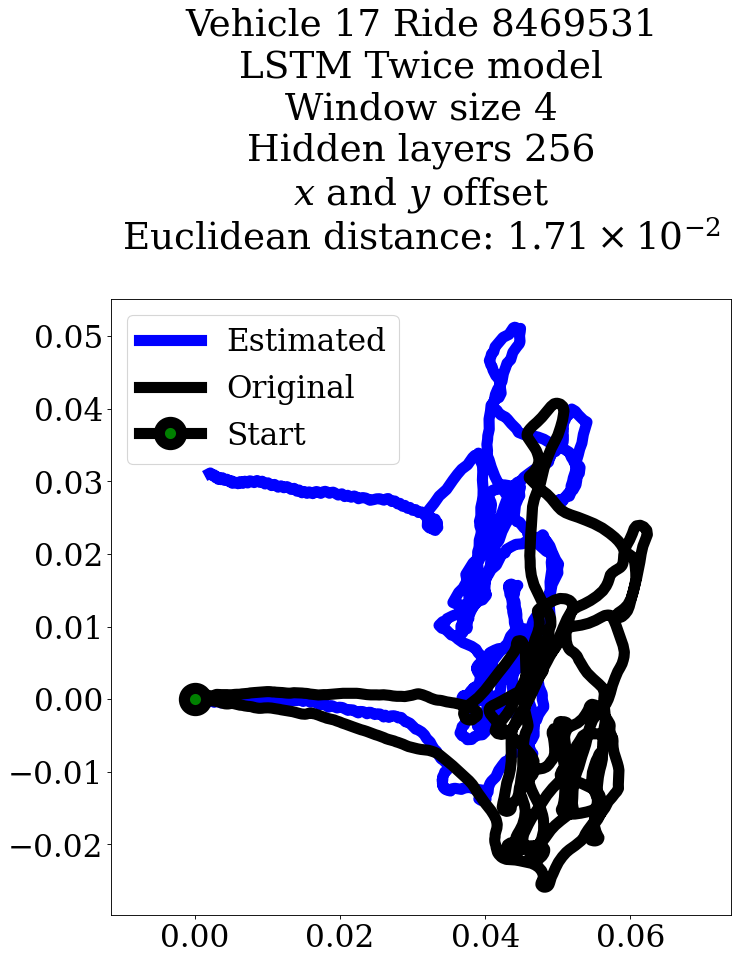 Vehicle 17 Ride 8469531
LSTM Twice model
Window size 4
Hidden layers 256
x and y offset
Euclidean distance: 1.71 × 10⁻²
Estimated
Original
Start
0.05
0.04
0.03
0.02
0.01
0.00
−0.01
−0.02
0.00 0.02 0.04 0.06